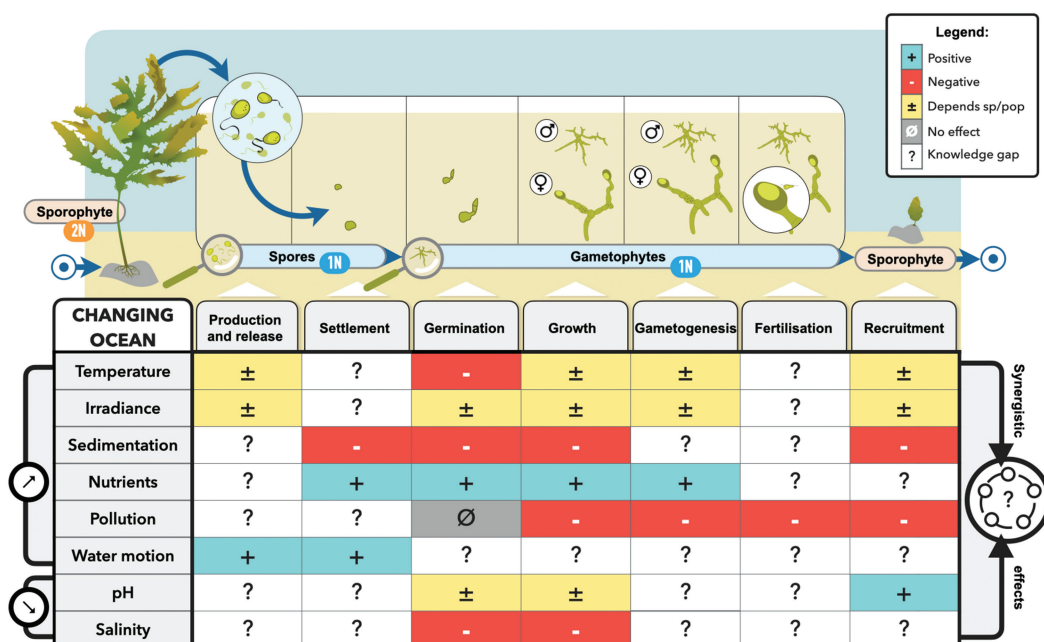 Legend:
+ Positive
- Negative
± Depends sp/pop
Ø No effect
? Knowledge gap
♂ ♂
♀ ♀
Sporophyte
2N
Spores
1N
Gametophytes
1N
Sporophyte
CHANGING
OCEAN
Production
and release
Settlement
Germination
Growth
Gametogenesis
Fertilisation
Recruitment
Temperature ± ? - ± ± ? ±
Irradiance ± ? ± ± ± ? ±
Sedimentation ? - - - ? ? -
Nutrients ? + + + + ? ?
Pollution ? ? Ø - - - -
Water motion + + ? ? ? ? ?
pH ? ? ± ± ? ? +
Salinity ? ? - - ? ? ?
↗
↘
Synergistic
?
effects